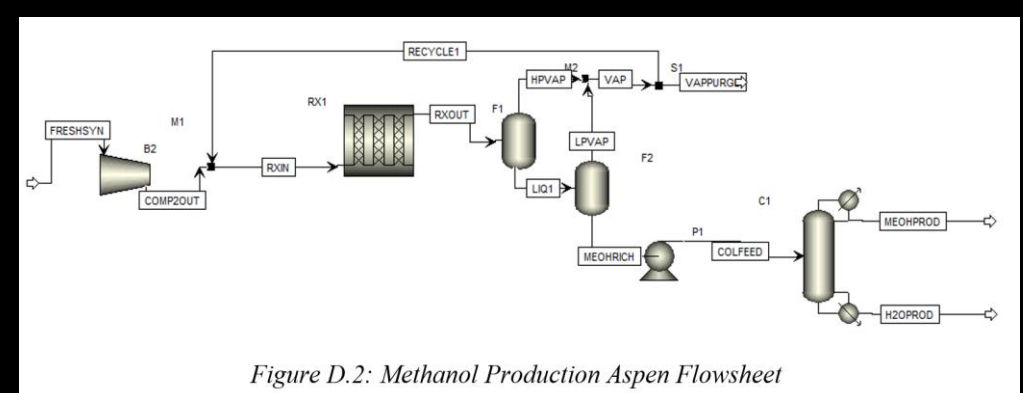 RECYCLE1
M2
HPVAP
VAP
S1
VAPPURGE
RX1
RXOUT
F1
M1
FRESHSYN
B2
LPVAP
F2
RXIN
LIQ1
COMP2OUT
C1
P1
MEOHPROD
MEOHRICH
COLFEED
H2OPROD
Figure D.2: Methanol Production Aspen Flowsheet